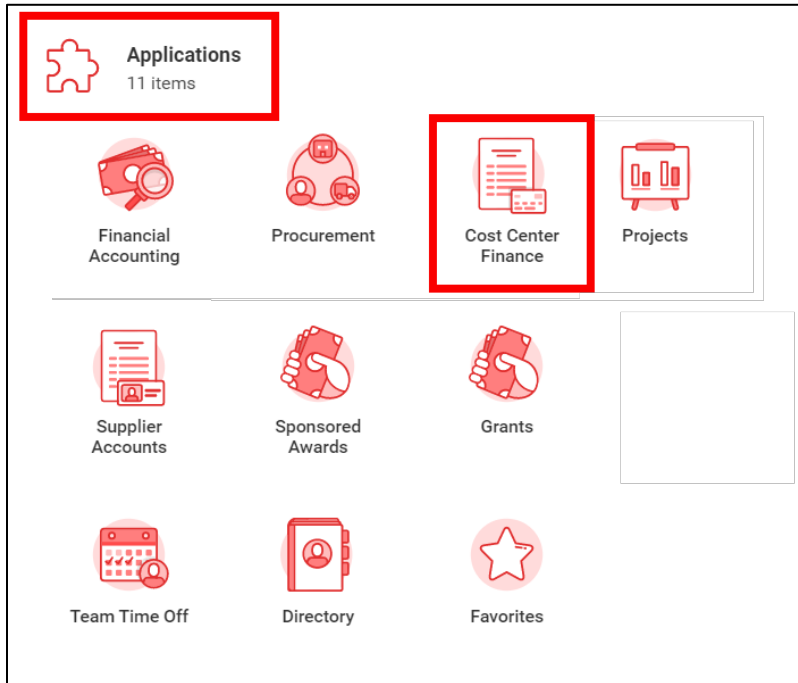 Applications
11 items
Financial
Accounting
Procurement
Cost Center
Finance
Projects
Supplier
Accounts
Sponsored
Awards
Grants
Team Time Off
Directory
Favorites